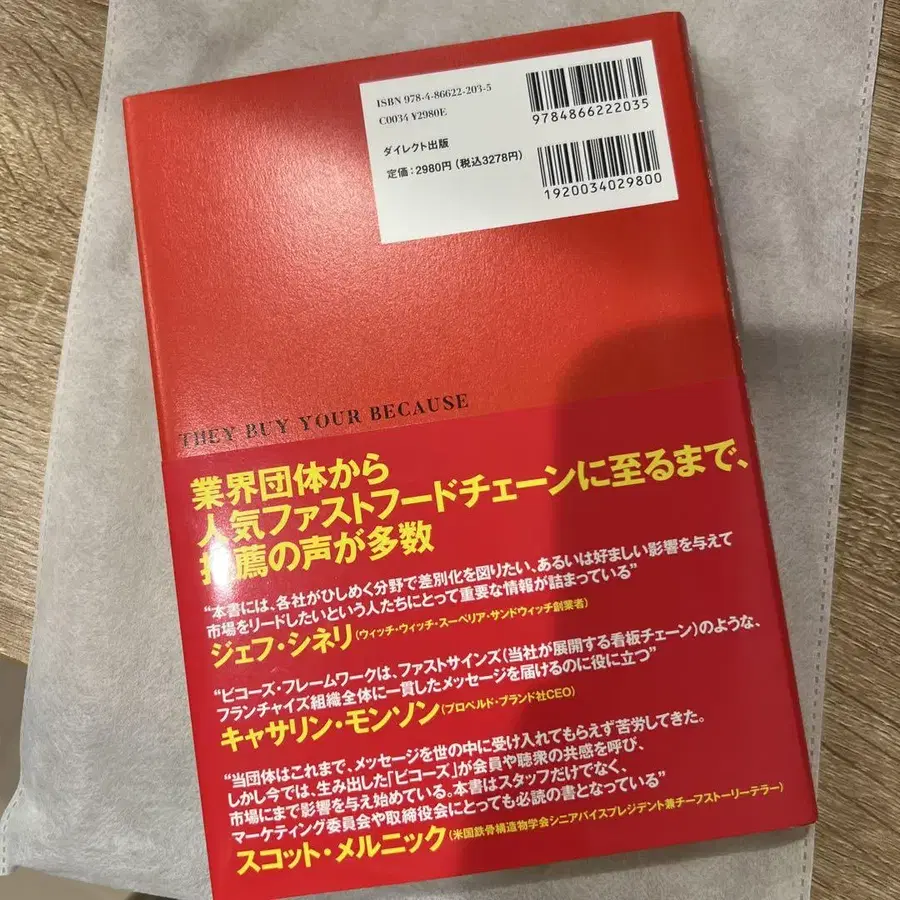 ISBN 978-4-86622-203-5
C0034 ¥2980E
ダイレクト出版
定価：2980円（税込3278円）
9784866222035
1920034029800
THEY BUY YOUR BECAUSE
業界団体から
人気ファストフードチェーンに至るまで、
推薦の声が多数
“本書には、各社がひしめく分野で差別化を図りたい、あるいは好ましい影響を与えて
市場をリードしたいという人たちにとって重要な情報が詰まっている”
ジェフ・シネリ（ウィッチ・ウィッチ・スーペリア・サンドウィッチ創業者）
“ビコーズ・フレームワークは、ファストサインズ（当社が展開する看板チェーン）のような、
フランチャイズ組織全体に一貫したメッセージを届けるのに役に立つ”
キャサリン・モンソン（プロペルド・ブランド社CEO）
“当団体はこれまで、メッセージを世の中に受け入れてもらえず苦労してきた。
しかし今では、生み出した「ビコーズ」が会員や聴衆の共感を呼び、
市場にまで影響を与え始めている。本書はスタッフだけでなく、
マーケティング委員会や取締役会にとっても必読の書となっている”
スコット・メルニック（米国鉄骨構造物学会シニアバイスプレジデント兼チーフストーリーテラー）